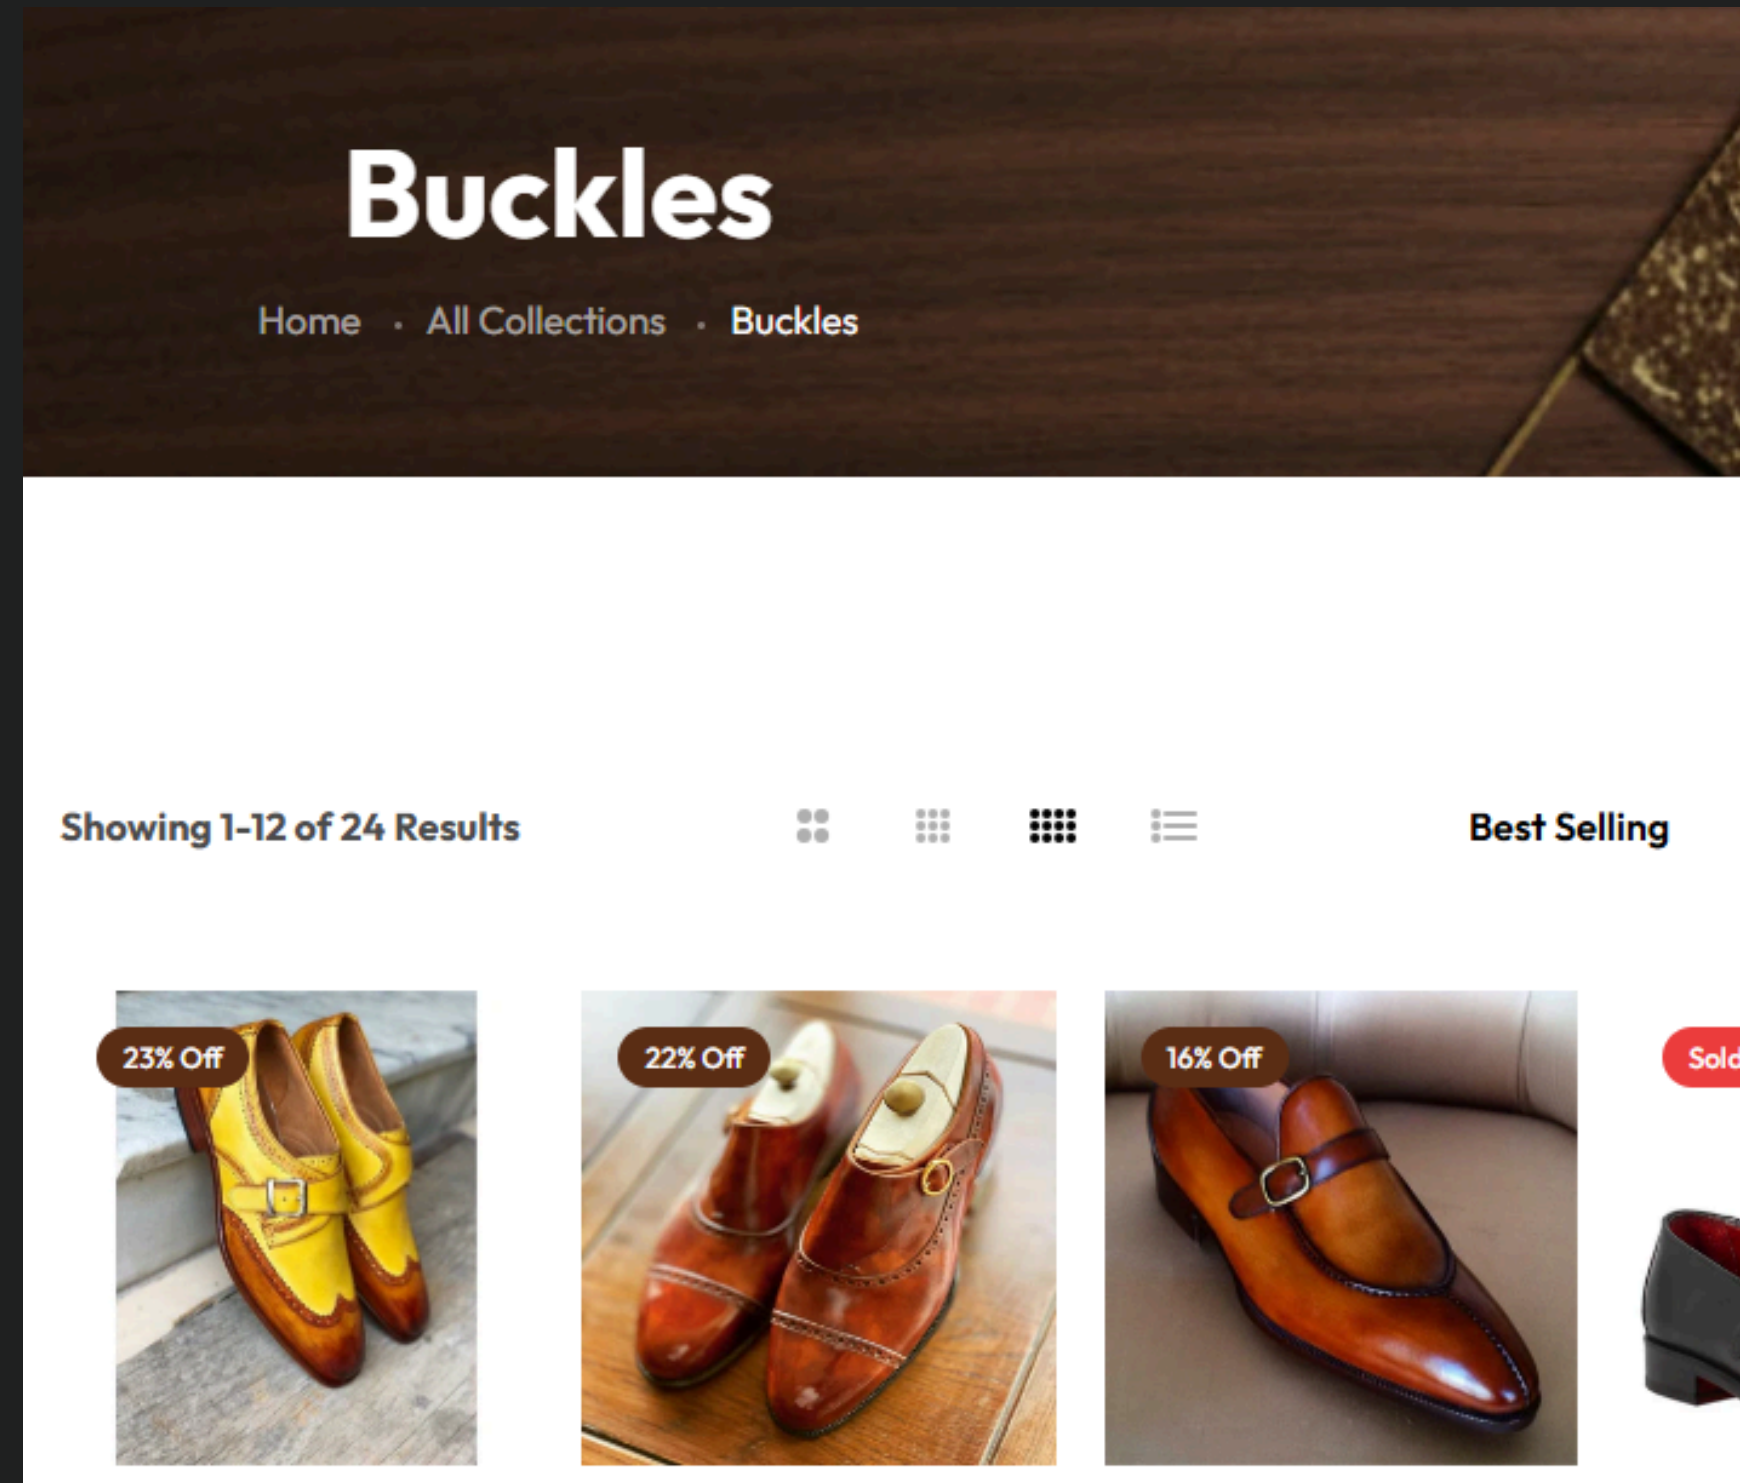 Buckles
Home · All Collections · Buckles
Showing 1-12 of 24 Results
Best Selling
23% Off
22% Off
16% Off
Sold